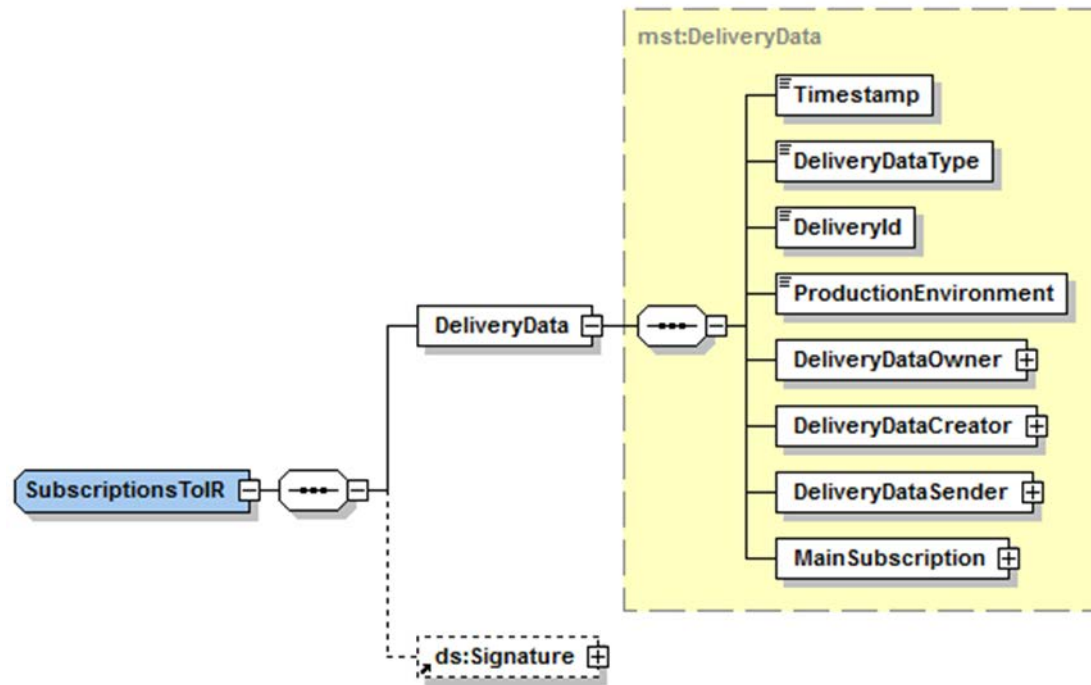 mst:DeliveryData
Timestamp
DeliveryDataType
DeliveryId
ProductionEnvironment
DeliveryData
DeliveryDataOwner
DeliveryDataCreator
SubscriptionsToIR
DeliveryDataSender
MainSubscription
ds:Signature